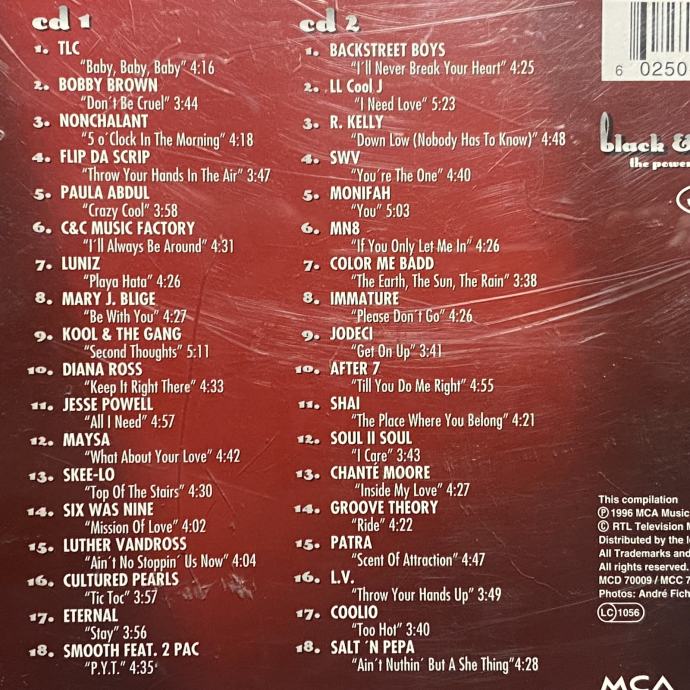 cd 1
1. TLC
"Baby, Baby, Baby" 4:16
2. BOBBY BROWN
"Don´t Be Cruel" 3:44
3. NONCHALANT
"5 o´Clock In The Morning" 4:18
4. FLIP DA SCRIP
"Throw Your Hands In The Air" 3:47
5. PAULA ABDUL
"Crazy Cool" 3:58
6. C&C MUSIC FACTORY
"I´ll Always Be Around" 4:31
7. LUNIZ
"Playa Hata" 4:26
8. MARY J. BLIGE
"Be With You" 4:27
9. KOOL & THE GANG
"Second Thoughts" 5:11
10. DIANA ROSS
"Keep It Right There" 4:33
11. JESSE POWELL
"All I Need" 4:57
12. MAYSA
"What About Your Love" 4:42
13. SKEE-LO
"Top Of The Stairs" 4:30
14. SIX WAS NINE
"Mission Of Love" 4:02
15. LUTHER VANDROSS
"Ain´t No Stoppin´ Us Now" 4:04
16. CULTURED PEARLS
"Tic Toc" 3:57
17. ETERNAL
"Stay" 3:56
18. SMOOTH FEAT. 2 PAC
"P.Y.T." 4:35
cd 2
1. BACKSTREET BOYS
"I´ll Never Break Your Heart" 4:25
2. LL Cool J
"I Need Love" 5:23
3. R. KELLY
"Down Low (Nobody Has To Know)" 4:48
4. SWV
"You´re The One" 4:40
5. MONIFAH
"You" 5:03
6. MN8
"If You Only Let Me In" 4:26
7. COLOR ME BADD
"The Earth, The Sun, The Rain" 3:38
8. IMMATURE
"Please Don´t Go" 4:26
9. JODECI
"Get On Up" 3:41
10. AFTER 7
"Till You Do Me Right" 4:55
11. SHAI
"The Place Where You Belong" 4:21
12. SOUL II SOUL
"I Care" 3:43
13. CHANTÉ MOORE
"Inside My Love" 4:27
14. GROOVE THEORY
"Ride" 4:22
15. PATRA
"Scent Of Attraction" 4:47
16. L.V.
"Throw Your Hands Up" 3:49
17. COOLIO
"Too Hot" 3:40
18. SALT ´N PEPA
"Ain´t Nuthin´ But A She Thing" 4:28
6 0250
black &
the power
This compilation
℗ 1996 MCA Music
© RTL Television
Distributed by the
All Trademarks and
All rights reserved.
MCD 70009 / MCC 7
Photos: André Fich
LC 1056
MCA